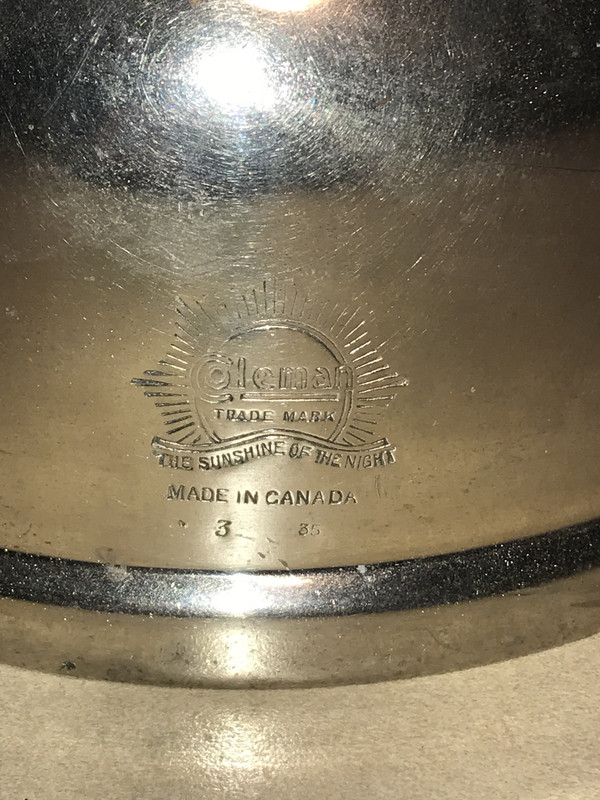 Coleman
TRADE MARK
THE SUNSHINE OF THE NIGHT
MADE IN CANADA
3 35